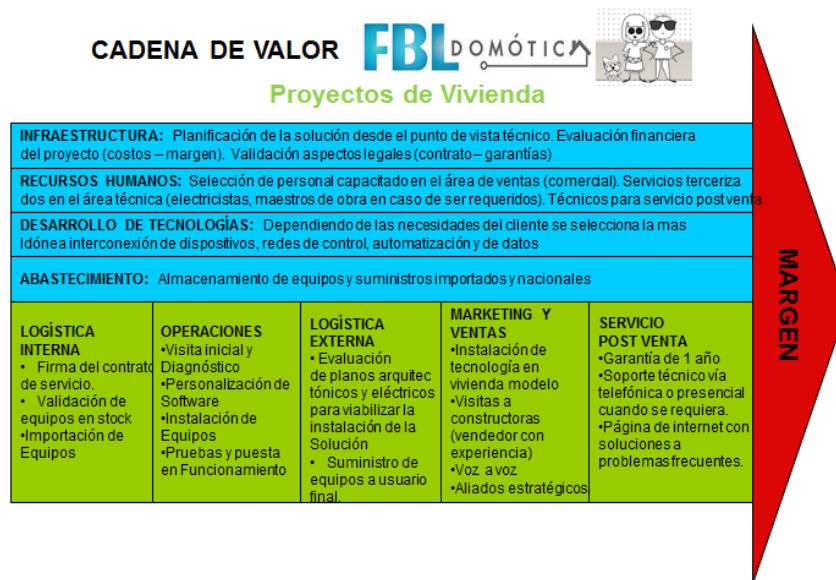 CADENA DE VALOR FBL DOMÓTICA
Proyectos de Vivienda
INFRAESTRUCTURA: Planificación de la solución desde el punto de vista técnico. Evaluación financiera
del proyecto (costos – margen). Validación aspectos legales (contrato – garantías)
RECURSOS HUMANOS: Selección de personal capacitado en el área de ventas (comercial). Servicios terceriza
dos en el área técnica (electricistas, maestros de obra en caso de ser requeridos). Técnicos para servicio postventa
DESARROLLO DE TECNOLOGÍAS: Dependiendo de las necesidades del cliente se selecciona la mas
Idónea interconexión de dispositivos, redes de control, automatización y de datos
ABASTECIMIENTO: Almacenamiento de equipos y suministros importados y nacionales
LOGÍSTICA
INTERNA
• Firma del contrato
de servicio.
• Validación de
equipos en stock
•Importación de
Equipos
OPERACIONES
•Visita inicial y
Diagnóstico
•Personalización de
Software
•Instalación de
Equipos
•Pruebas y puesta
en Funcionamiento
LOGÍSTICA
EXTERNA
• Evaluación
de planos arquitec
tónicos y eléctricos
para viabilizar la
instalación de la
Solución
• Suministro de
equipos a usuario
final.
MARKETING Y
VENTAS
•Instalación de
tecnología en
vivienda modelo
•Visitas a
constructoras
(vendedor con
experiencia)
•Voz a voz
•Aliados estratégicos
SERVICIO
POST VENTA
•Garantía de 1 año
•Soporte técnico vía
telefónica o presencial
cuando se requiera.
•Página de internet con
soluciones a
problemas frecuentes.
MARGEN